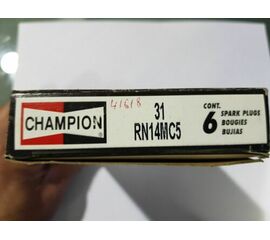 CHAMPION
41618
31
RN14MC5
CONT.
6
SPARK PLUGS
BOUGIES
BUJIAS